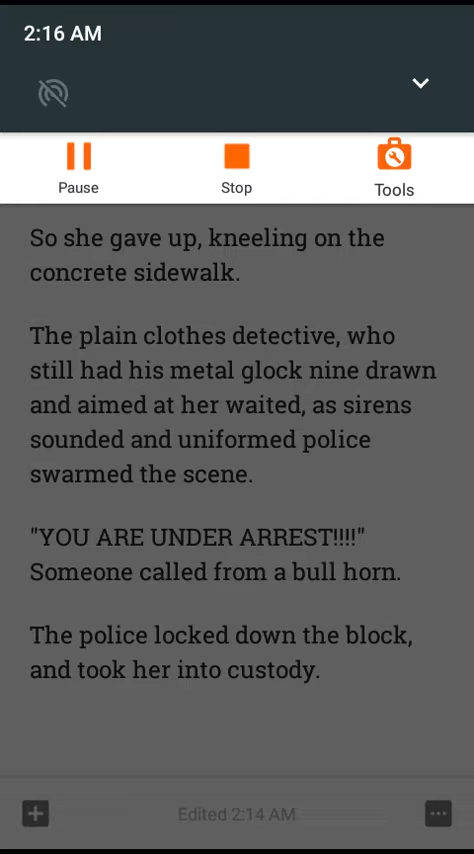 2:16 AM
Pause
Stop
Tools
So she gave up, kneeling on the
concrete sidewalk.
The plain clothes detective, who
still had his metal glock nine drawn
and aimed at her waited, as sirens
sounded and uniformed police
swarmed the scene.
"YOU ARE UNDER ARREST!!!!"
Someone called from a bull horn.
The police locked down the block,
and took her into custody.
Edited 2:14 AM